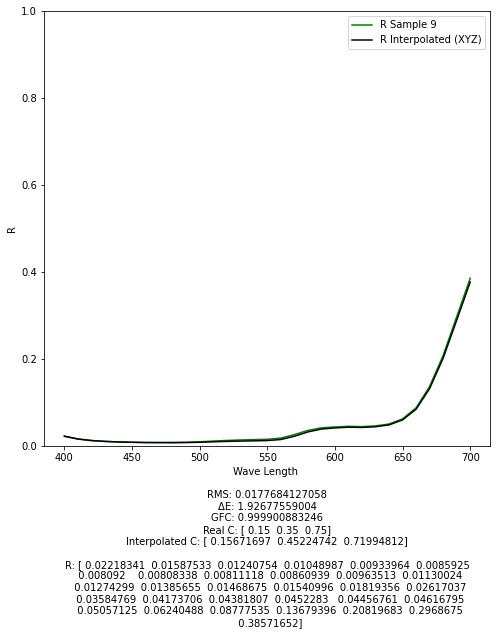 1.0
0.8
0.6
0.4
0.2
0.0
R
R Sample 9
R Interpolated (XYZ)
400 450 500 550 600 650 700
Wave Length
RMS: 0.0177684127058
ΔE: 1.92677559004
GFC: 0.999900883246
Real C: [ 0.15 0.35 0.75]
Interpolated C: [ 0.15671697 0.45224742 0.71994812]
R: [ 0.02218341 0.01587533 0.01240754 0.01048987 0.00933964 0.0085925
0.008092 0.00808338 0.00811118 0.00860939 0.00963513 0.01130024
0.01274299 0.01385655 0.01468675 0.01540996 0.01819356 0.02617037
0.03584769 0.04173706 0.04381807 0.0452283 0.04456761 0.04616795
0.05057125 0.06240488 0.08777535 0.13679396 0.20819683 0.2968675
0.38571652]